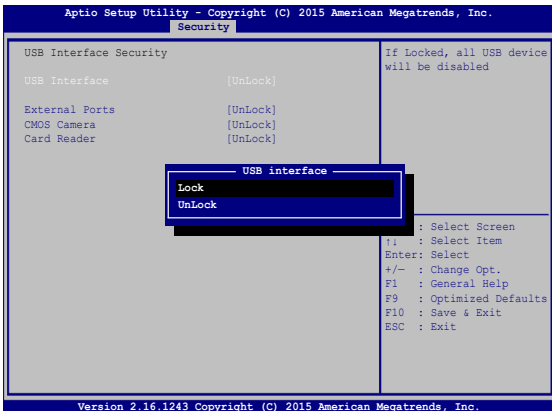 Aptio Setup Utility - Copyright (C) 2015 American Megatrends, Inc.
Security
USB Interface Security
USB Interface [UnLock]
External Ports [UnLock]
CMOS Camera [UnLock]
Card Reader [UnLock]
If Locked, all USB device
will be disabled
USB interface
Lock
UnLock
: Select Screen
↑↓ : Select Item
Enter: Select
+/— : Change Opt.
F1 : General Help
F9 : Optimized Defaults
F10 : Save & Exit
ESC : Exit
Version 2.16.1243 Copyright (C) 2015 American Megatrends, Inc.